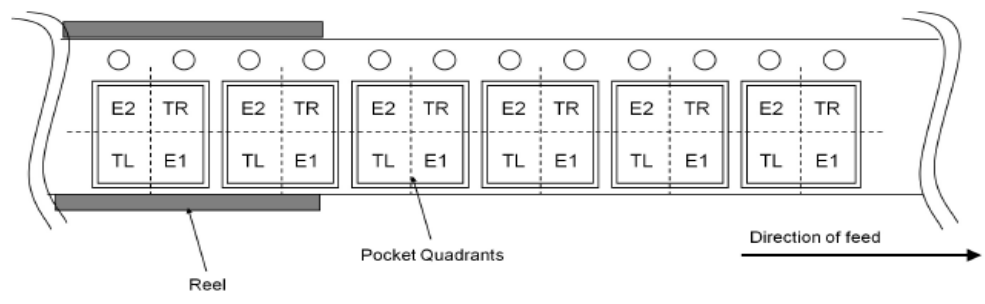 E2 TR E2 TR E2 TR E2 TR E2 TR E2 TR
TL E1 TL E1 TL E1 TL E1 TL E1 TL E1
Direction of feed
Pocket Quadrants
Reel